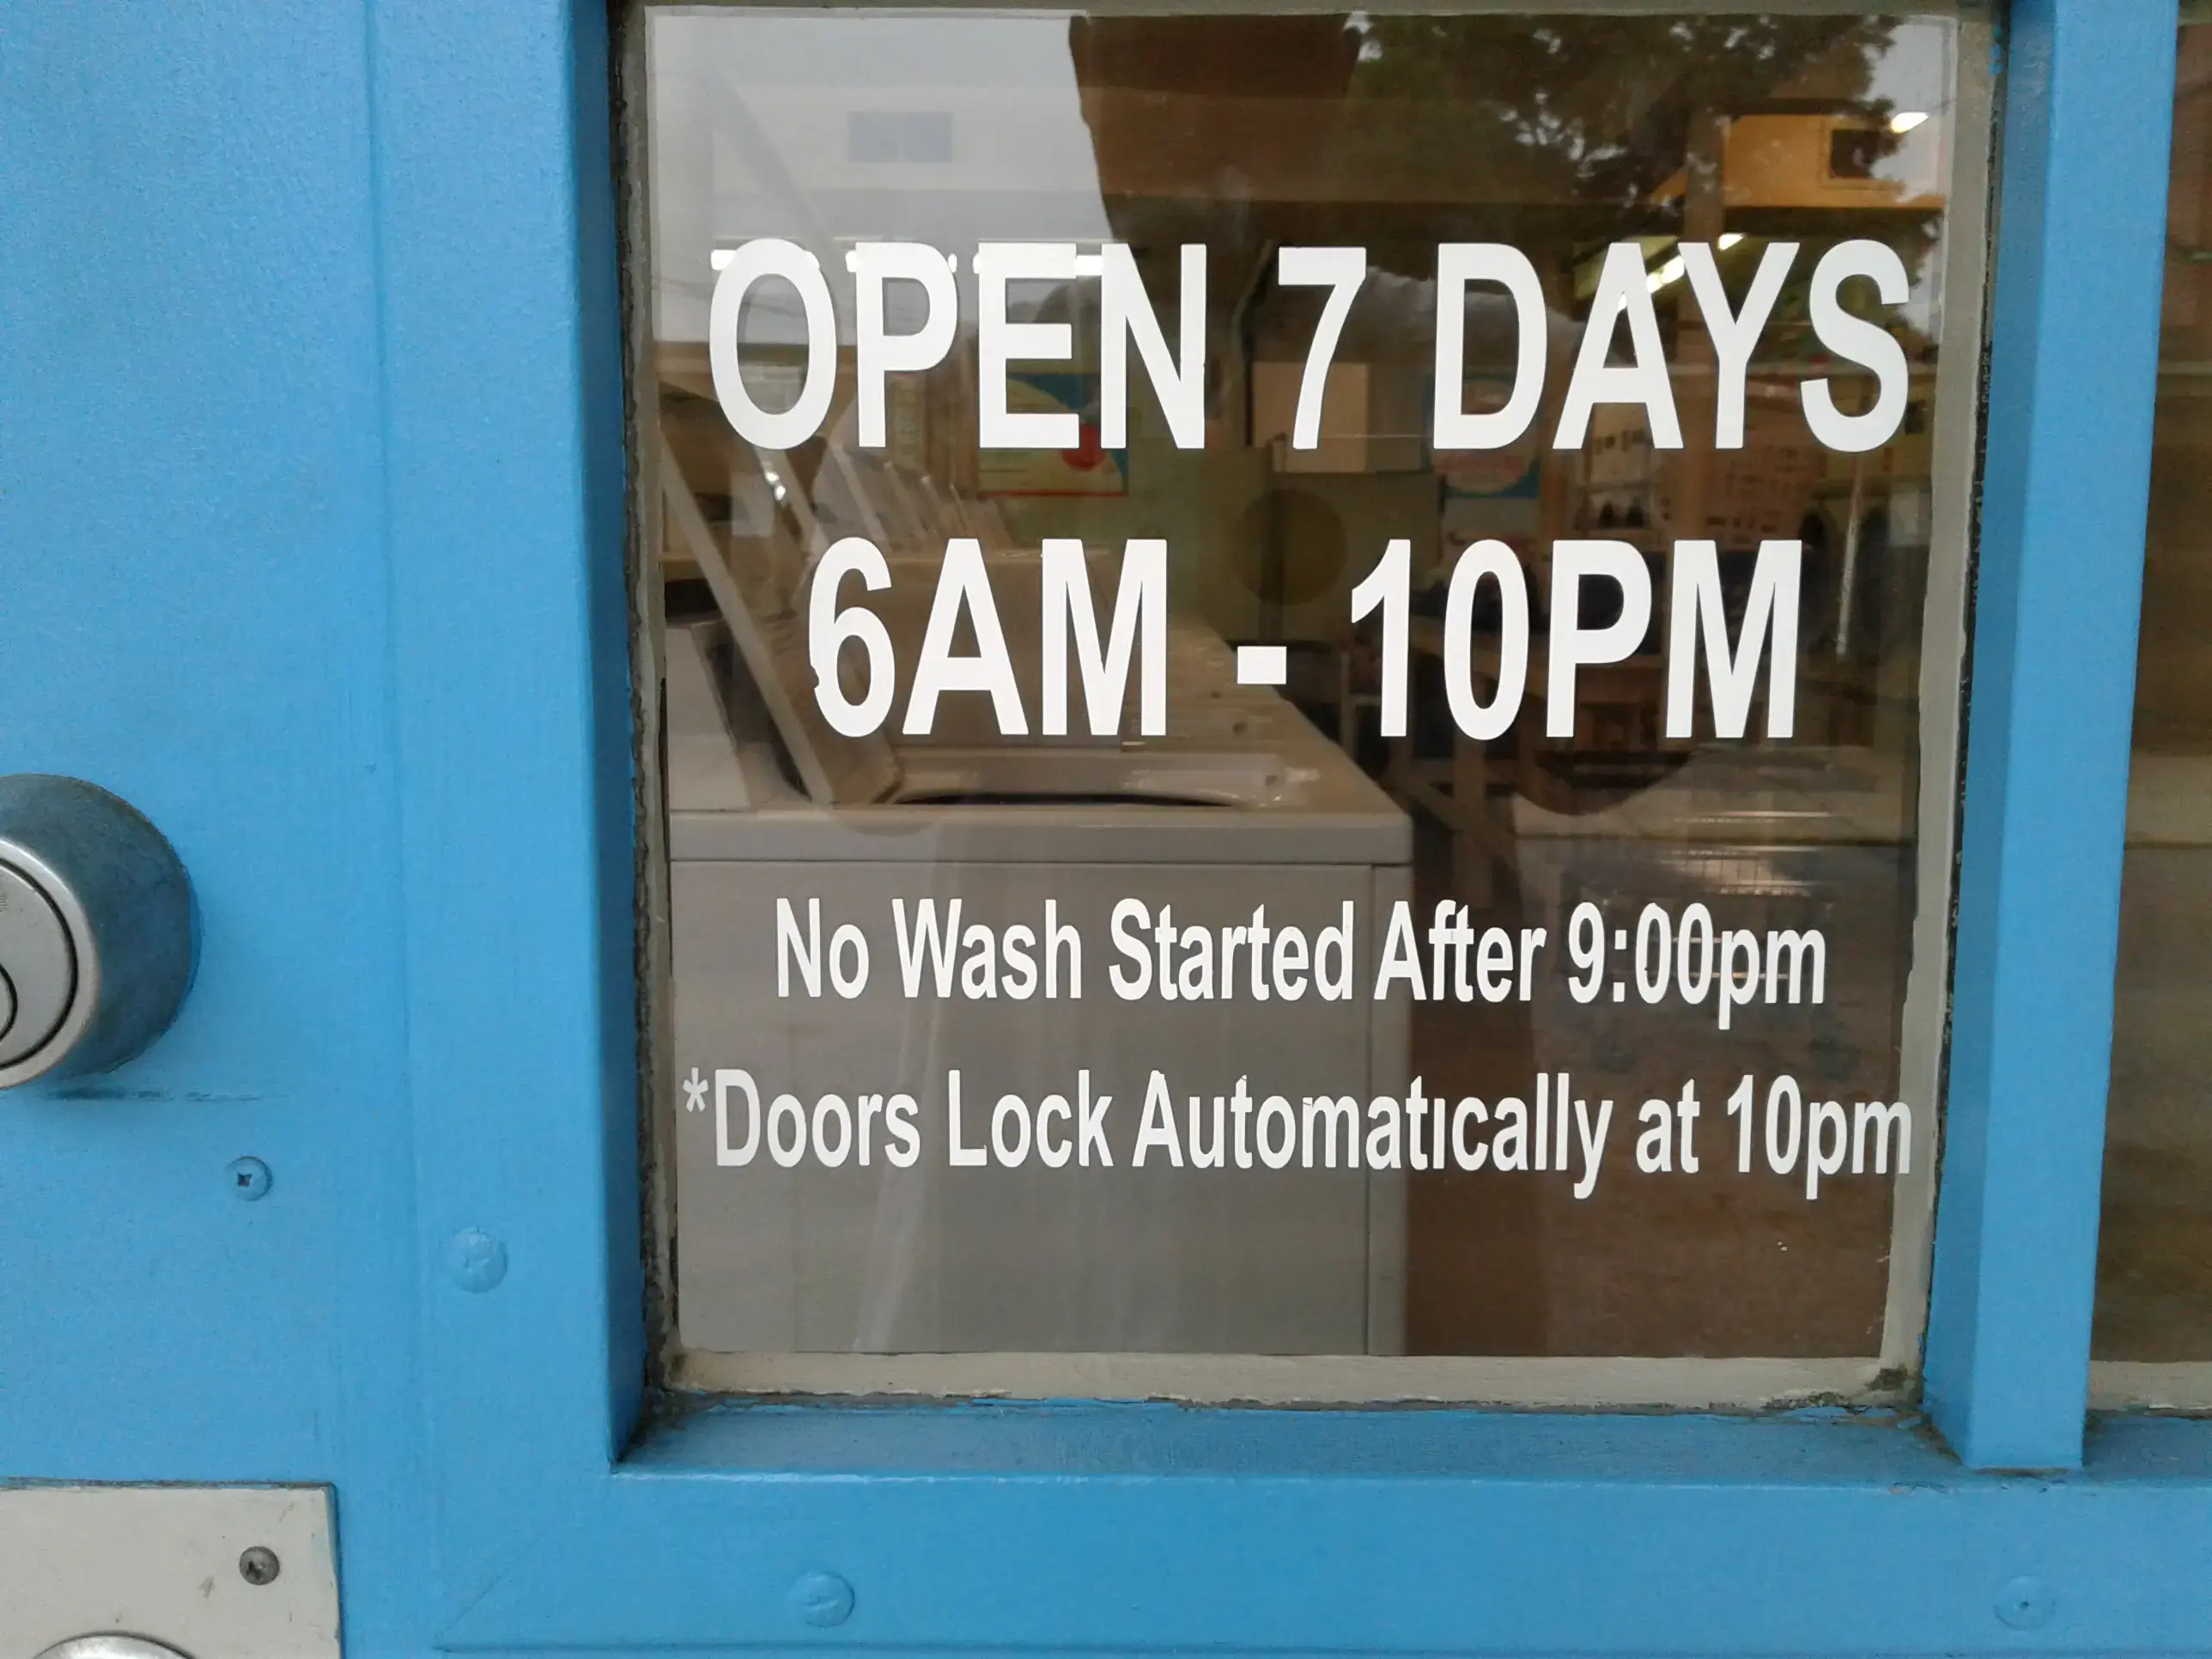 OPEN 7 DAYS
6AM - 10PM
No Wash Started After 9:00pm
*Doors Lock Automatically at 10pm